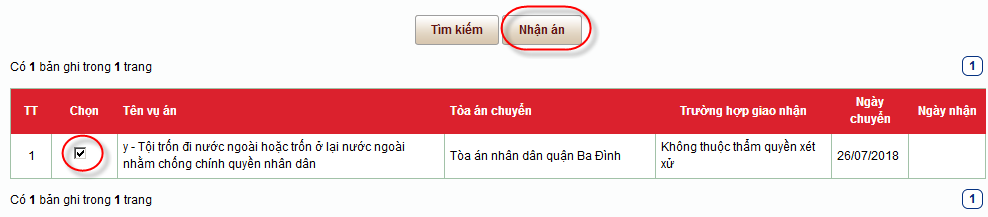 Tìm kiếm Nhận án
Có 1 bản ghi trong 1 trang 1
TT Chọn Tên vụ án Tòa án chuyển Trường hợp giao nhận Ngày chuyển Ngày nhận
1 y - Tội trốn đi nước ngoài hoặc trốn ở lại nước ngoài
nhằm chống chính quyền nhân dân
Tòa án nhân dân quận Ba Đình
Không thuộc thẩm quyền xét
xử
26/07/2018
Có 1 bản ghi trong 1 trang 1